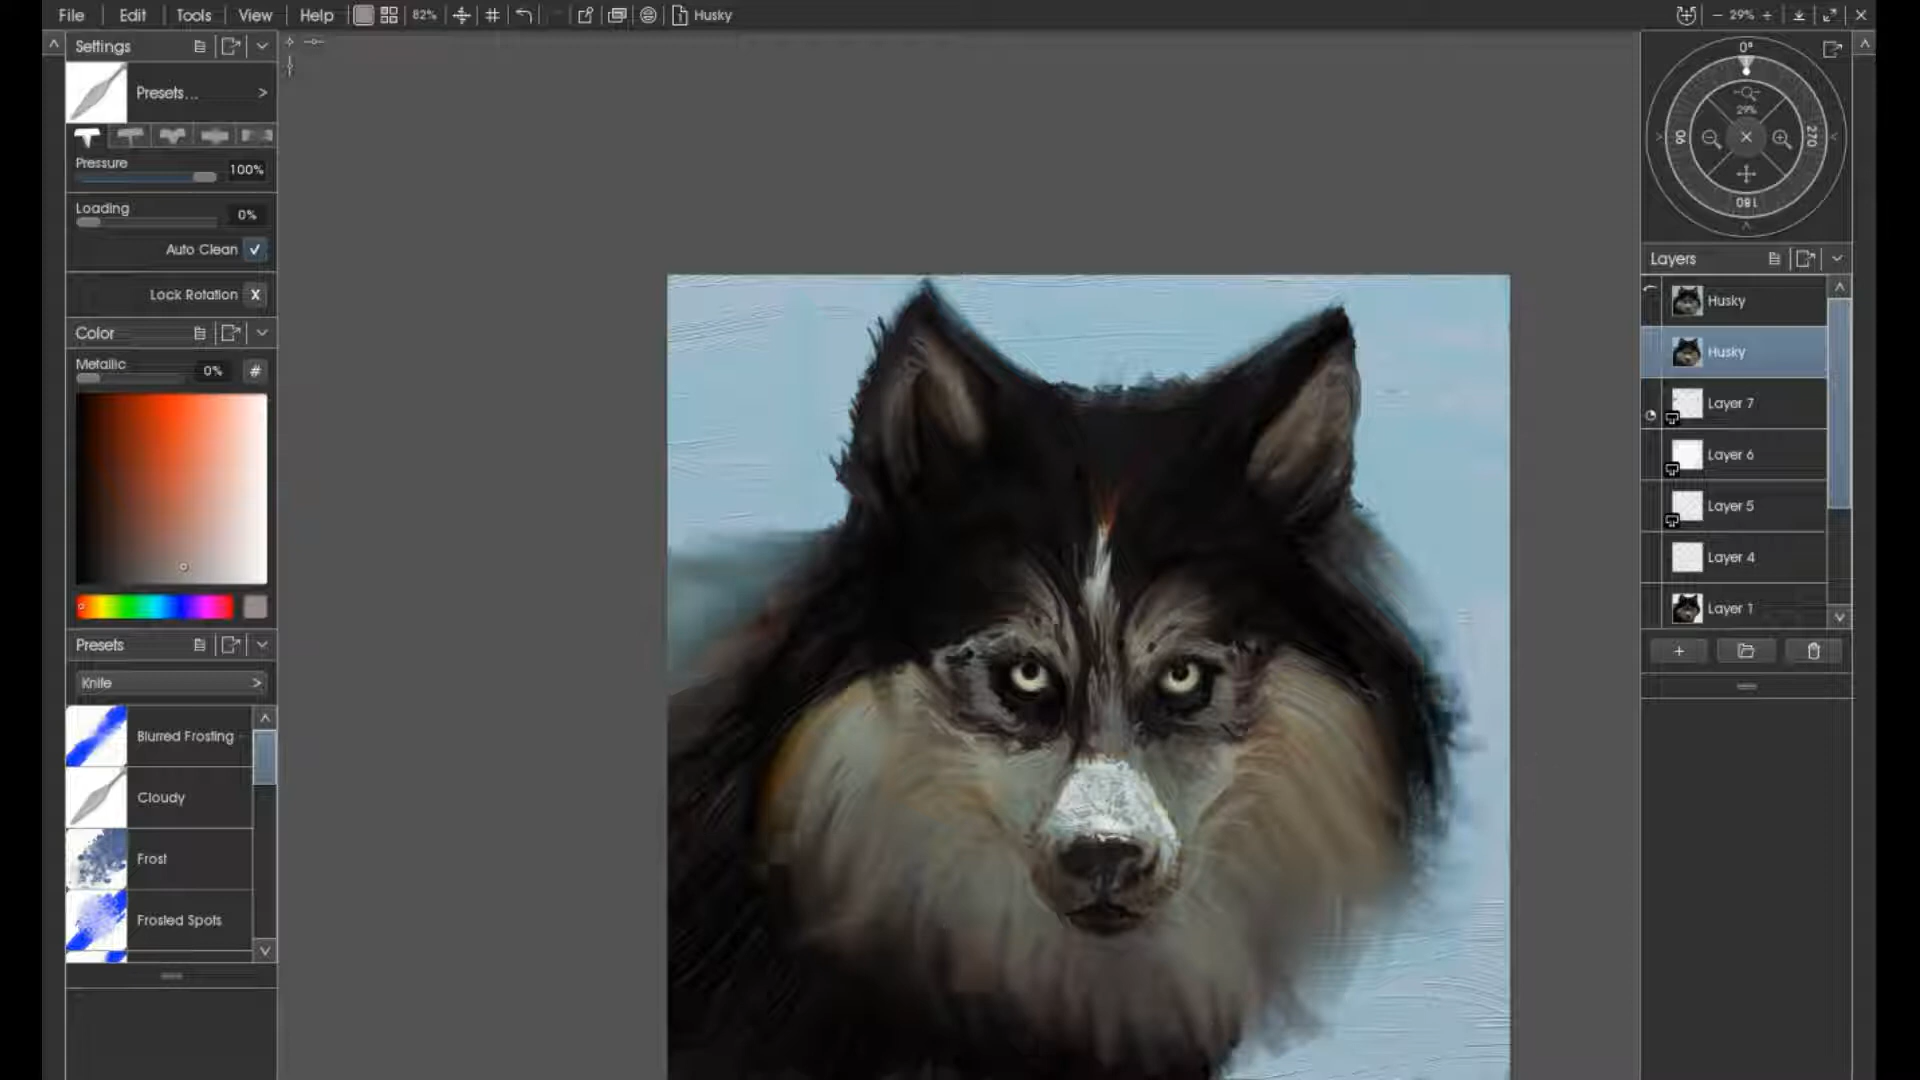 File Edit Tools View Help 82% Husky 29%
Settings
Presets...
Pressure
100%
Loading
0%
Auto Clean
Lock Rotation X
Color
Metallic
0% #
Presets
Knife
Blurred Frosting
Cloudy
Frost
Frosted Spots
0°
29%
90
270
180
Layers
Husky
Husky
Layer 7
Layer 6
Layer 5
Layer 4
Layer 1